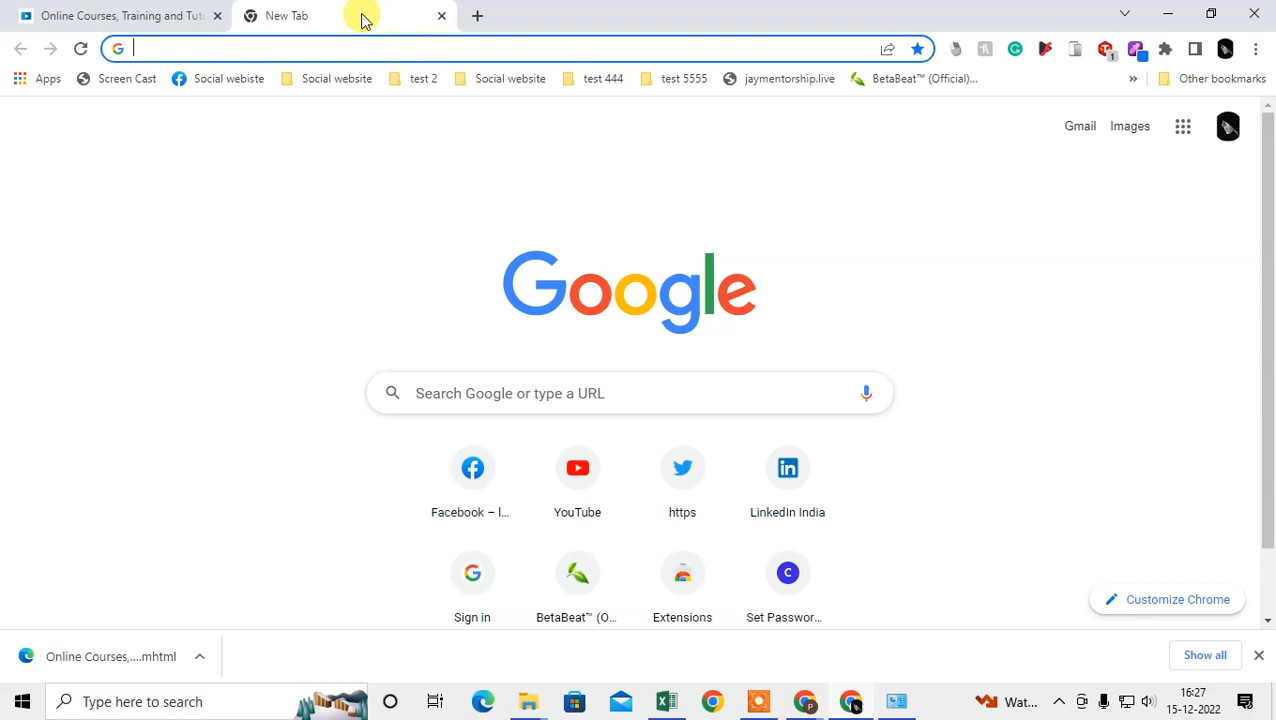 Online Courses, Training and Tuto
New Tab
Apps
Screen Cast
Social webiste
Social website
test 2
Social website
test 444
test 5555
jaymentorship.live
BetaBeat™ (Official)...
»
Other bookmarks
Gmail
Images
Google
Search Google or type a URL
Facebook – l...
YouTube
https
LinkedIn India
C
Sign in
BetaBeat™ (O...
Extensions
Set Passwor...
Customize Chrome
Online Courses,....mhtml
Show all
Type here to search
Wat...
16:27
15-12-2022